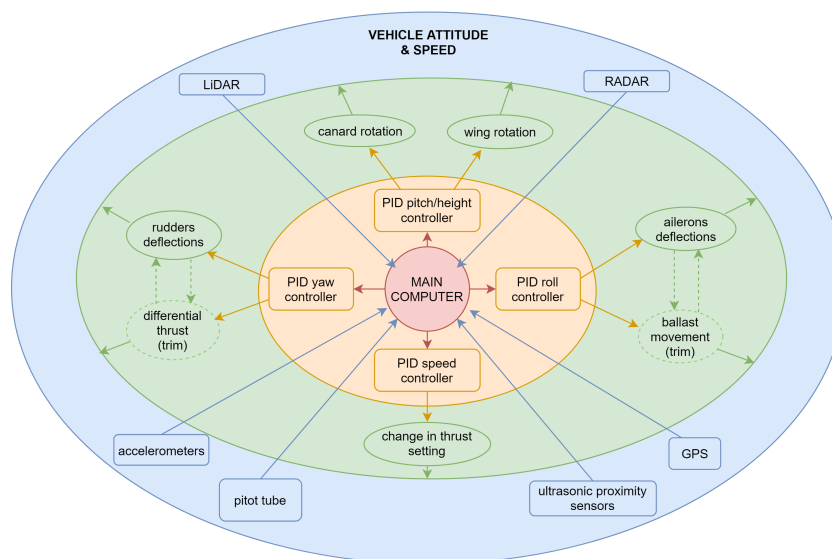 VEHICLE ATTITUDE
& SPEED
LiDAR
RADAR
canard rotation
wing rotation
PID pitch/height
controller
rudders
deflections
ailerons
deflections
PID yaw
controller
MAIN
COMPUTER
PID roll
controller
differential
thrust
(trim)
ballast
movement
(trim)
PID speed
controller
change in thrust
setting
accelerometers
GPS
pitot tube
ultrasonic proximity
sensors